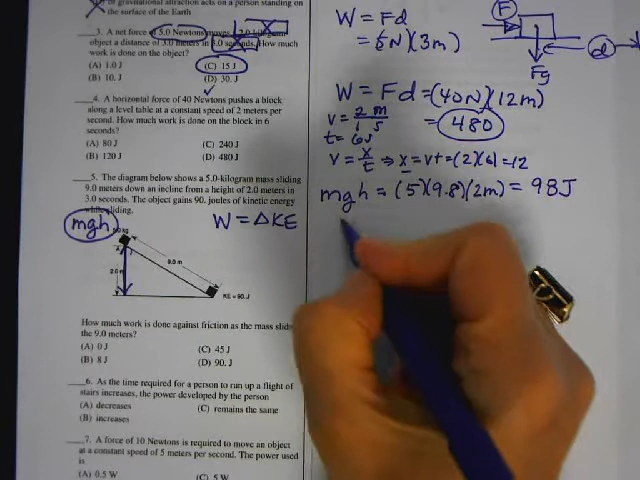 of gravitational attraction acts on a person standing on
the surface of the Earth
3. A net force of 5.0 Newtons moves a 2.0 kilogram
object a distance of 3.0 meters in 8.0 seconds. How much
work is done on the object?
(A) 1.0 J (C) 15 J
(B) 10. J (D) 30. J
4. A horizontal force of 40 Newtons pushes a block
along a level table at a constant speed of 2 meters per
second. How much work is done on the block in 6
seconds?
(A) 80 J (C) 240 J
(B) 120 J (D) 480 J
5. The diagram below shows a 5.0-kilogram mass sliding
9.0 meters down an incline from a height of 2.0 meters in
3.0 seconds. The object gains 90. joules of kinetic energy
while sliding.
mgh W = ΔKE
9.0 m
2.0
KE = 90. J
How much work is done against friction as the mass slides
the 9.0 meters?
(A) 0 J (C) 45 J
(B) 8 J (D) 90. J
6. As the time required for a person to run up a flight of
stairs increases, the power developed by the person
(A) decreases (C) remains the same
(B) increases
7. A force of 10 Newtons is required to move an object
at a constant speed of 5 meters per second. The power used
is
(A) 0.5 W (C) 5 W
W = Fd
= (5N)(3m)
F
d
Fg
W = Fd = (40N)(12m)
v = 2 m / 1 s = 480
t = 6s
v = x/t ⇒ x = vt = (2)(6) = 12
mgh = (5)(9.8)(2m) = 98J